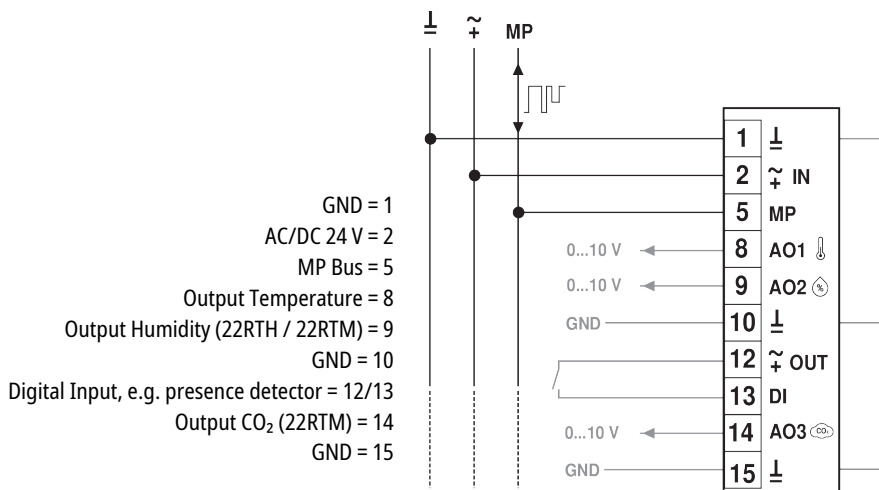 ⊥ ~+ MP
GND = 1
AC/DC 24 V = 2
MP Bus = 5
Output Temperature = 8
Output Humidity (22RTH / 22RTM) = 9
GND = 10
Digital Input, e.g. presence detector = 12/13
Output CO₂ (22RTM) = 14
GND = 15
1 ⊥
2 ~+ IN
5 MP
0...10 V 8 AO1
0...10 V 9 AO2 %
GND 10 ⊥
12 ~+ OUT
13 DI
0...10 V 14 AO3 CO₂
GND 15 ⊥